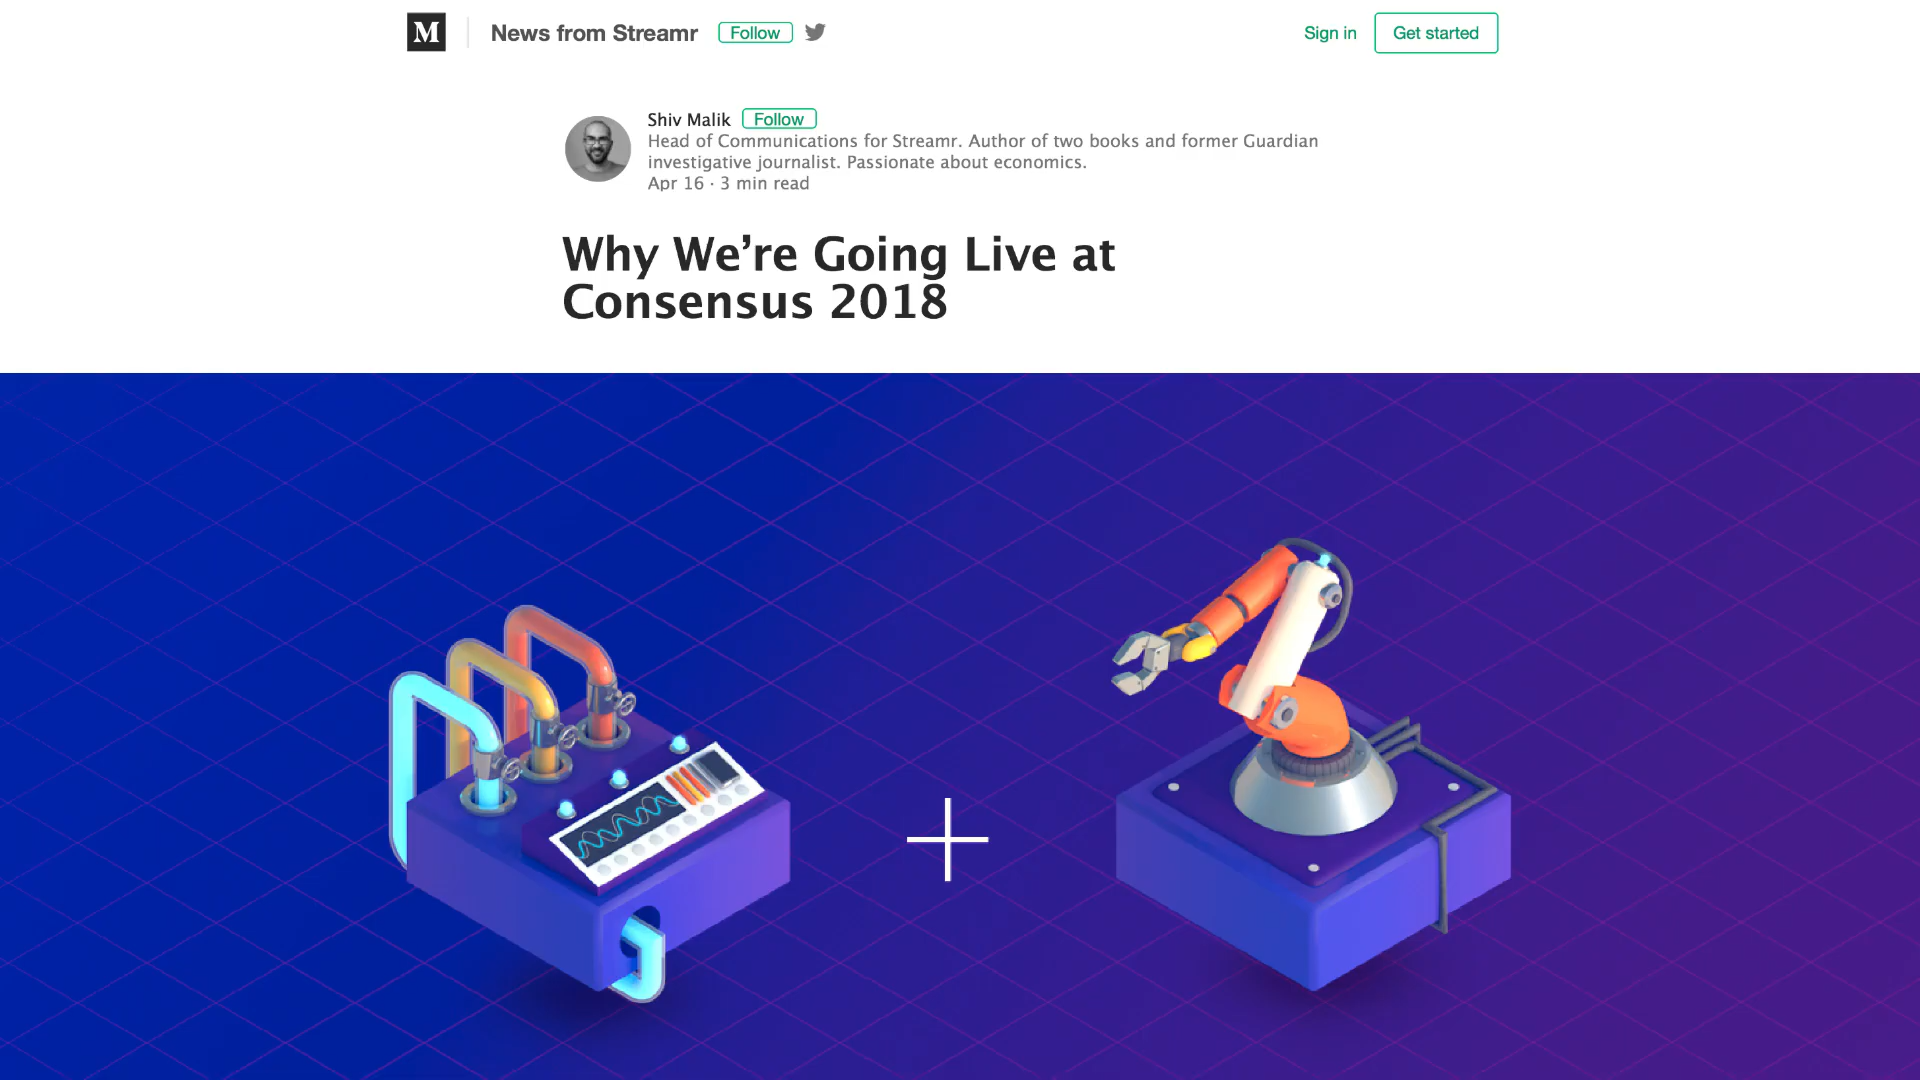 M
News from Streamr
Follow
Sign in
Get started
Shiv Malik
Follow
Head of Communications for Streamr. Author of two books and former Guardian
investigative journalist. Passionate about economics.
Apr 16 · 3 min read
Why We’re Going Live at
Consensus 2018